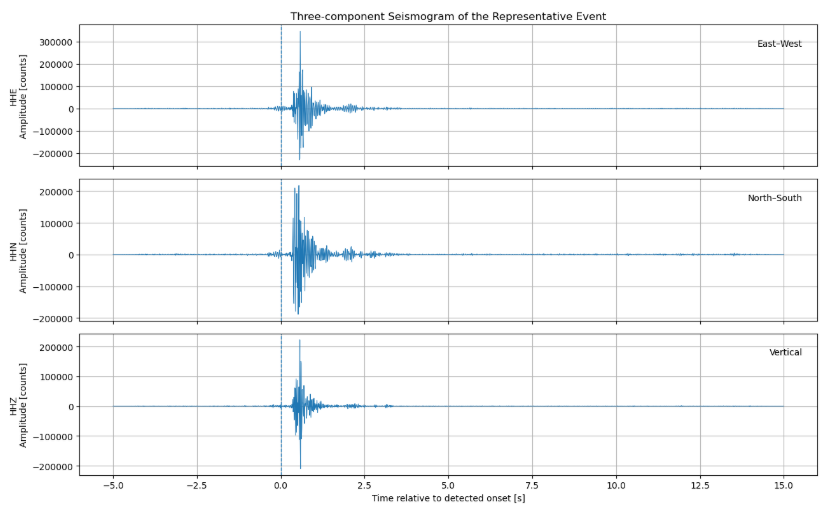 Three-component Seismogram of the Representative Event
HHE
Amplitude [counts]
300000
200000
100000
0
−100000
−200000
East–West
HHN
Amplitude [counts]
200000
100000
0
−100000
−200000
North–South
HHZ
Amplitude [counts]
200000
100000
0
−100000
−200000
Vertical
−5.0 −2.5 0.0 2.5 5.0 7.5 10.0 12.5 15.0
Time relative to detected onset [s]